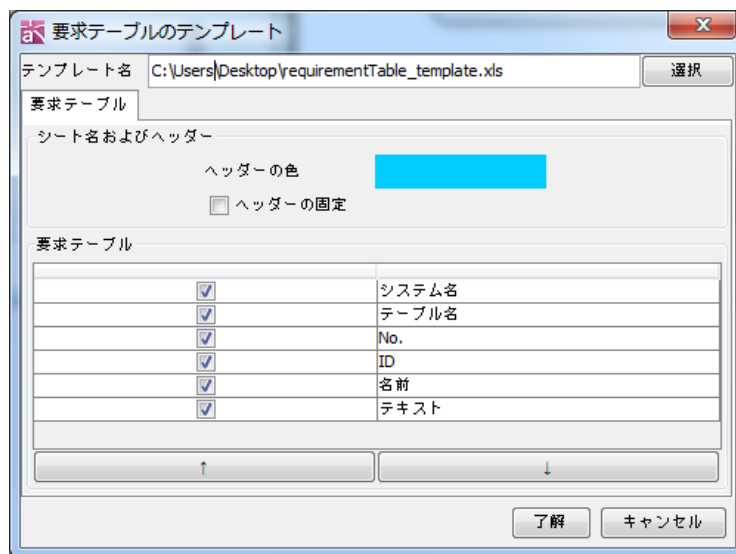 要求テーブルのテンプレート
テンプレート名 C:\Users\Desktop\requirementTable_template.xls 選択
要求テーブル
シート名およびヘッダー
ヘッダーの色
ヘッダーの固定
要求テーブル
システム名
テーブル名
No.
ID
名前
テキスト
↑ ↓
了解 キャンセル